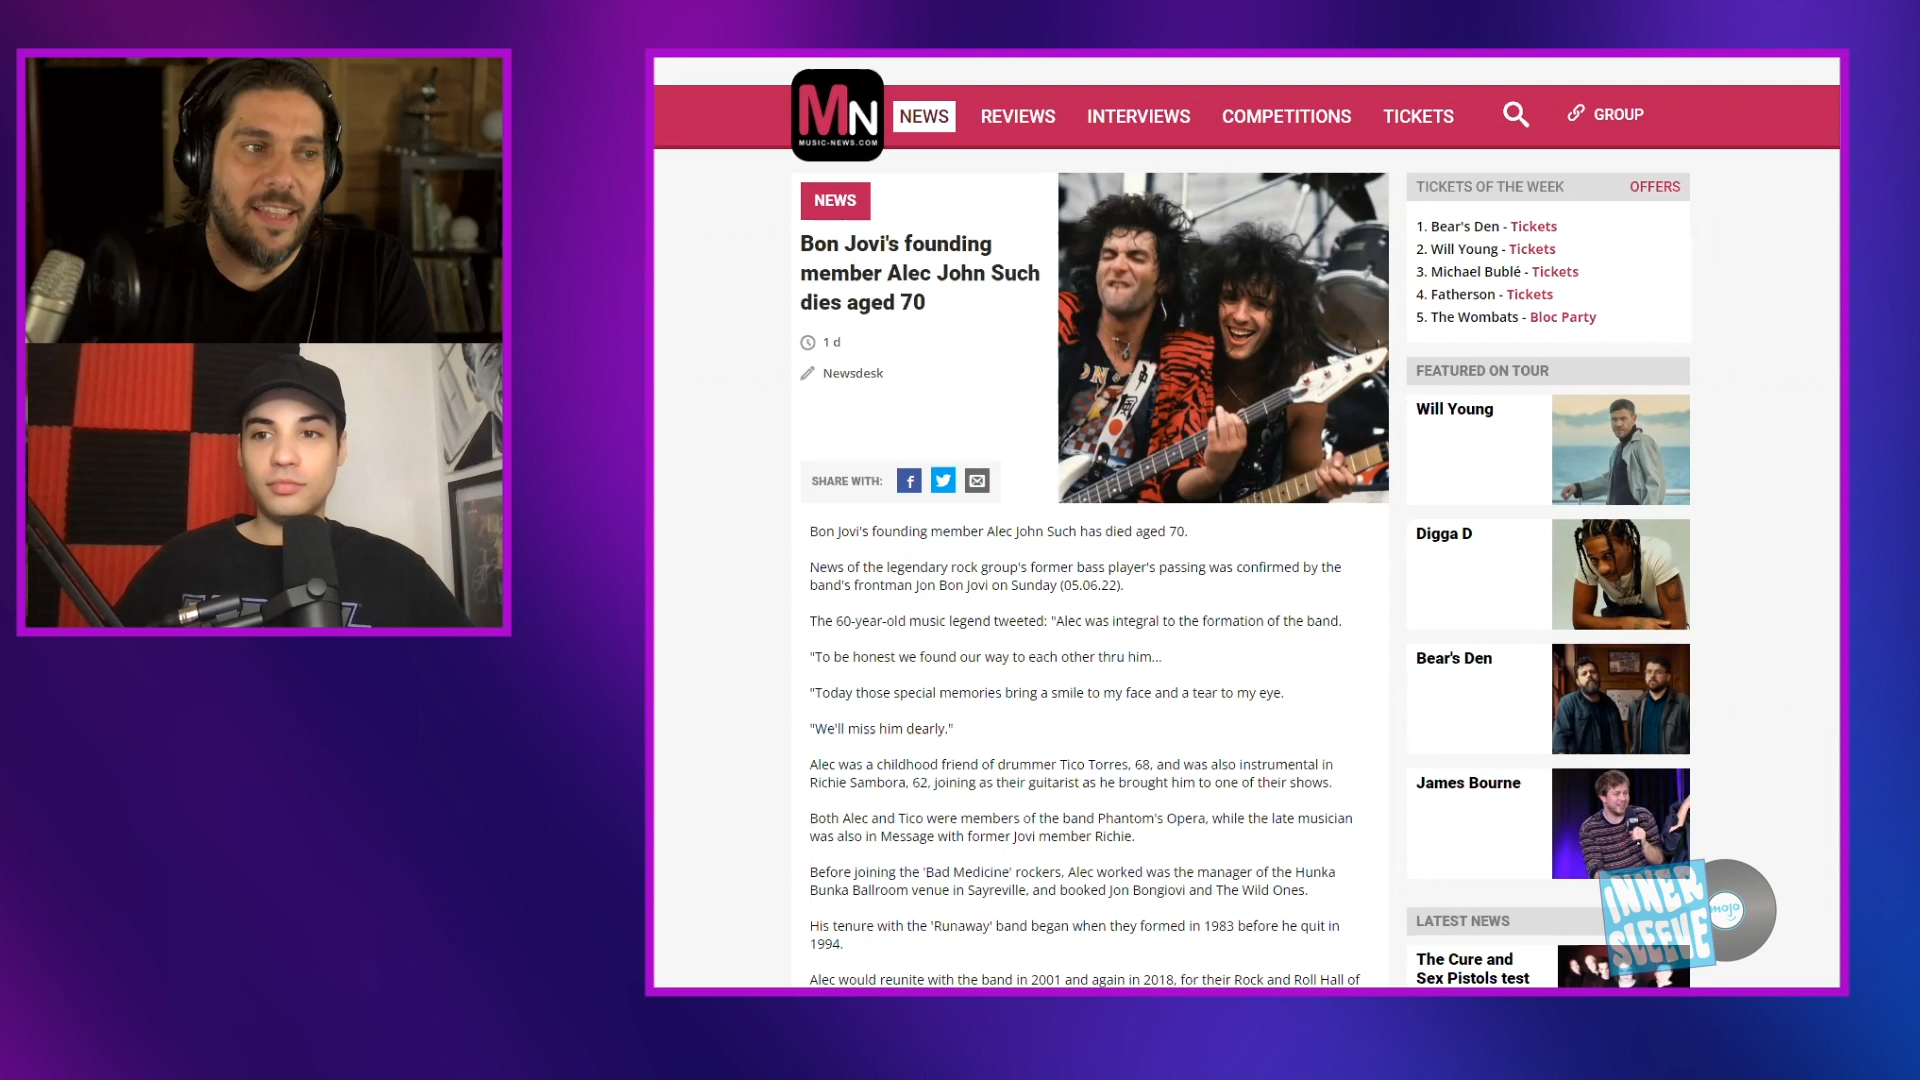 MN
MUSIC-NEWS.COM
NEWS
REVIEWS
INTERVIEWS
COMPETITIONS
TICKETS
GROUP
NEWS
Bon Jovi's founding
member Alec John Such
dies aged 70
1 d
Newsdesk
SHARE WITH:
Bon Jovi's founding member Alec John Such has died aged 70.
News of the legendary rock group's former bass player's passing was confirmed by the
band's frontman Jon Bon Jovi on Sunday (05.06.22).
The 60-year-old music legend tweeted: "Alec was integral to the formation of the band.
"To be honest we found our way to each other thru him...
"Today those special memories bring a smile to my face and a tear to my eye.
"We'll miss him dearly."
Alec was a childhood friend of drummer Tico Torres, 68, and was also instrumental in
Richie Sambora, 62, joining as their guitarist as he brought him to one of their shows.
Both Alec and Tico were members of the band Phantom's Opera, while the late musician
was also in Message with former Jovi member Richie.
Before joining the 'Bad Medicine' rockers, Alec worked was the manager of the Hunka
Bunka Ballroom venue in Sayreville, and booked Jon Bongiovi and The Wild Ones.
His tenure with the 'Runaway' band began when they formed in 1983 before he quit in
1994.
Alec would reunite with the band in 2001 and again in 2018, for their Rock and Roll Hall of
TICKETS OF THE WEEK
OFFERS
1. Bear's Den - Tickets
2. Will Young - Tickets
3. Michael Bublé - Tickets
4. Fatherson - Tickets
5. The Wombats - Bloc Party
FEATURED ON TOUR
Will Young
Digga D
Bear's Den
James Bourne
LATEST NEWS
The Cure and
Sex Pistols test
INNER
SLEEVE
mojo